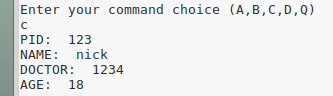 Enter your command choice (A,B,C,D,Q)
c
PID:  123
NAME:  nick
DOCTOR:  1234
AGE:  18